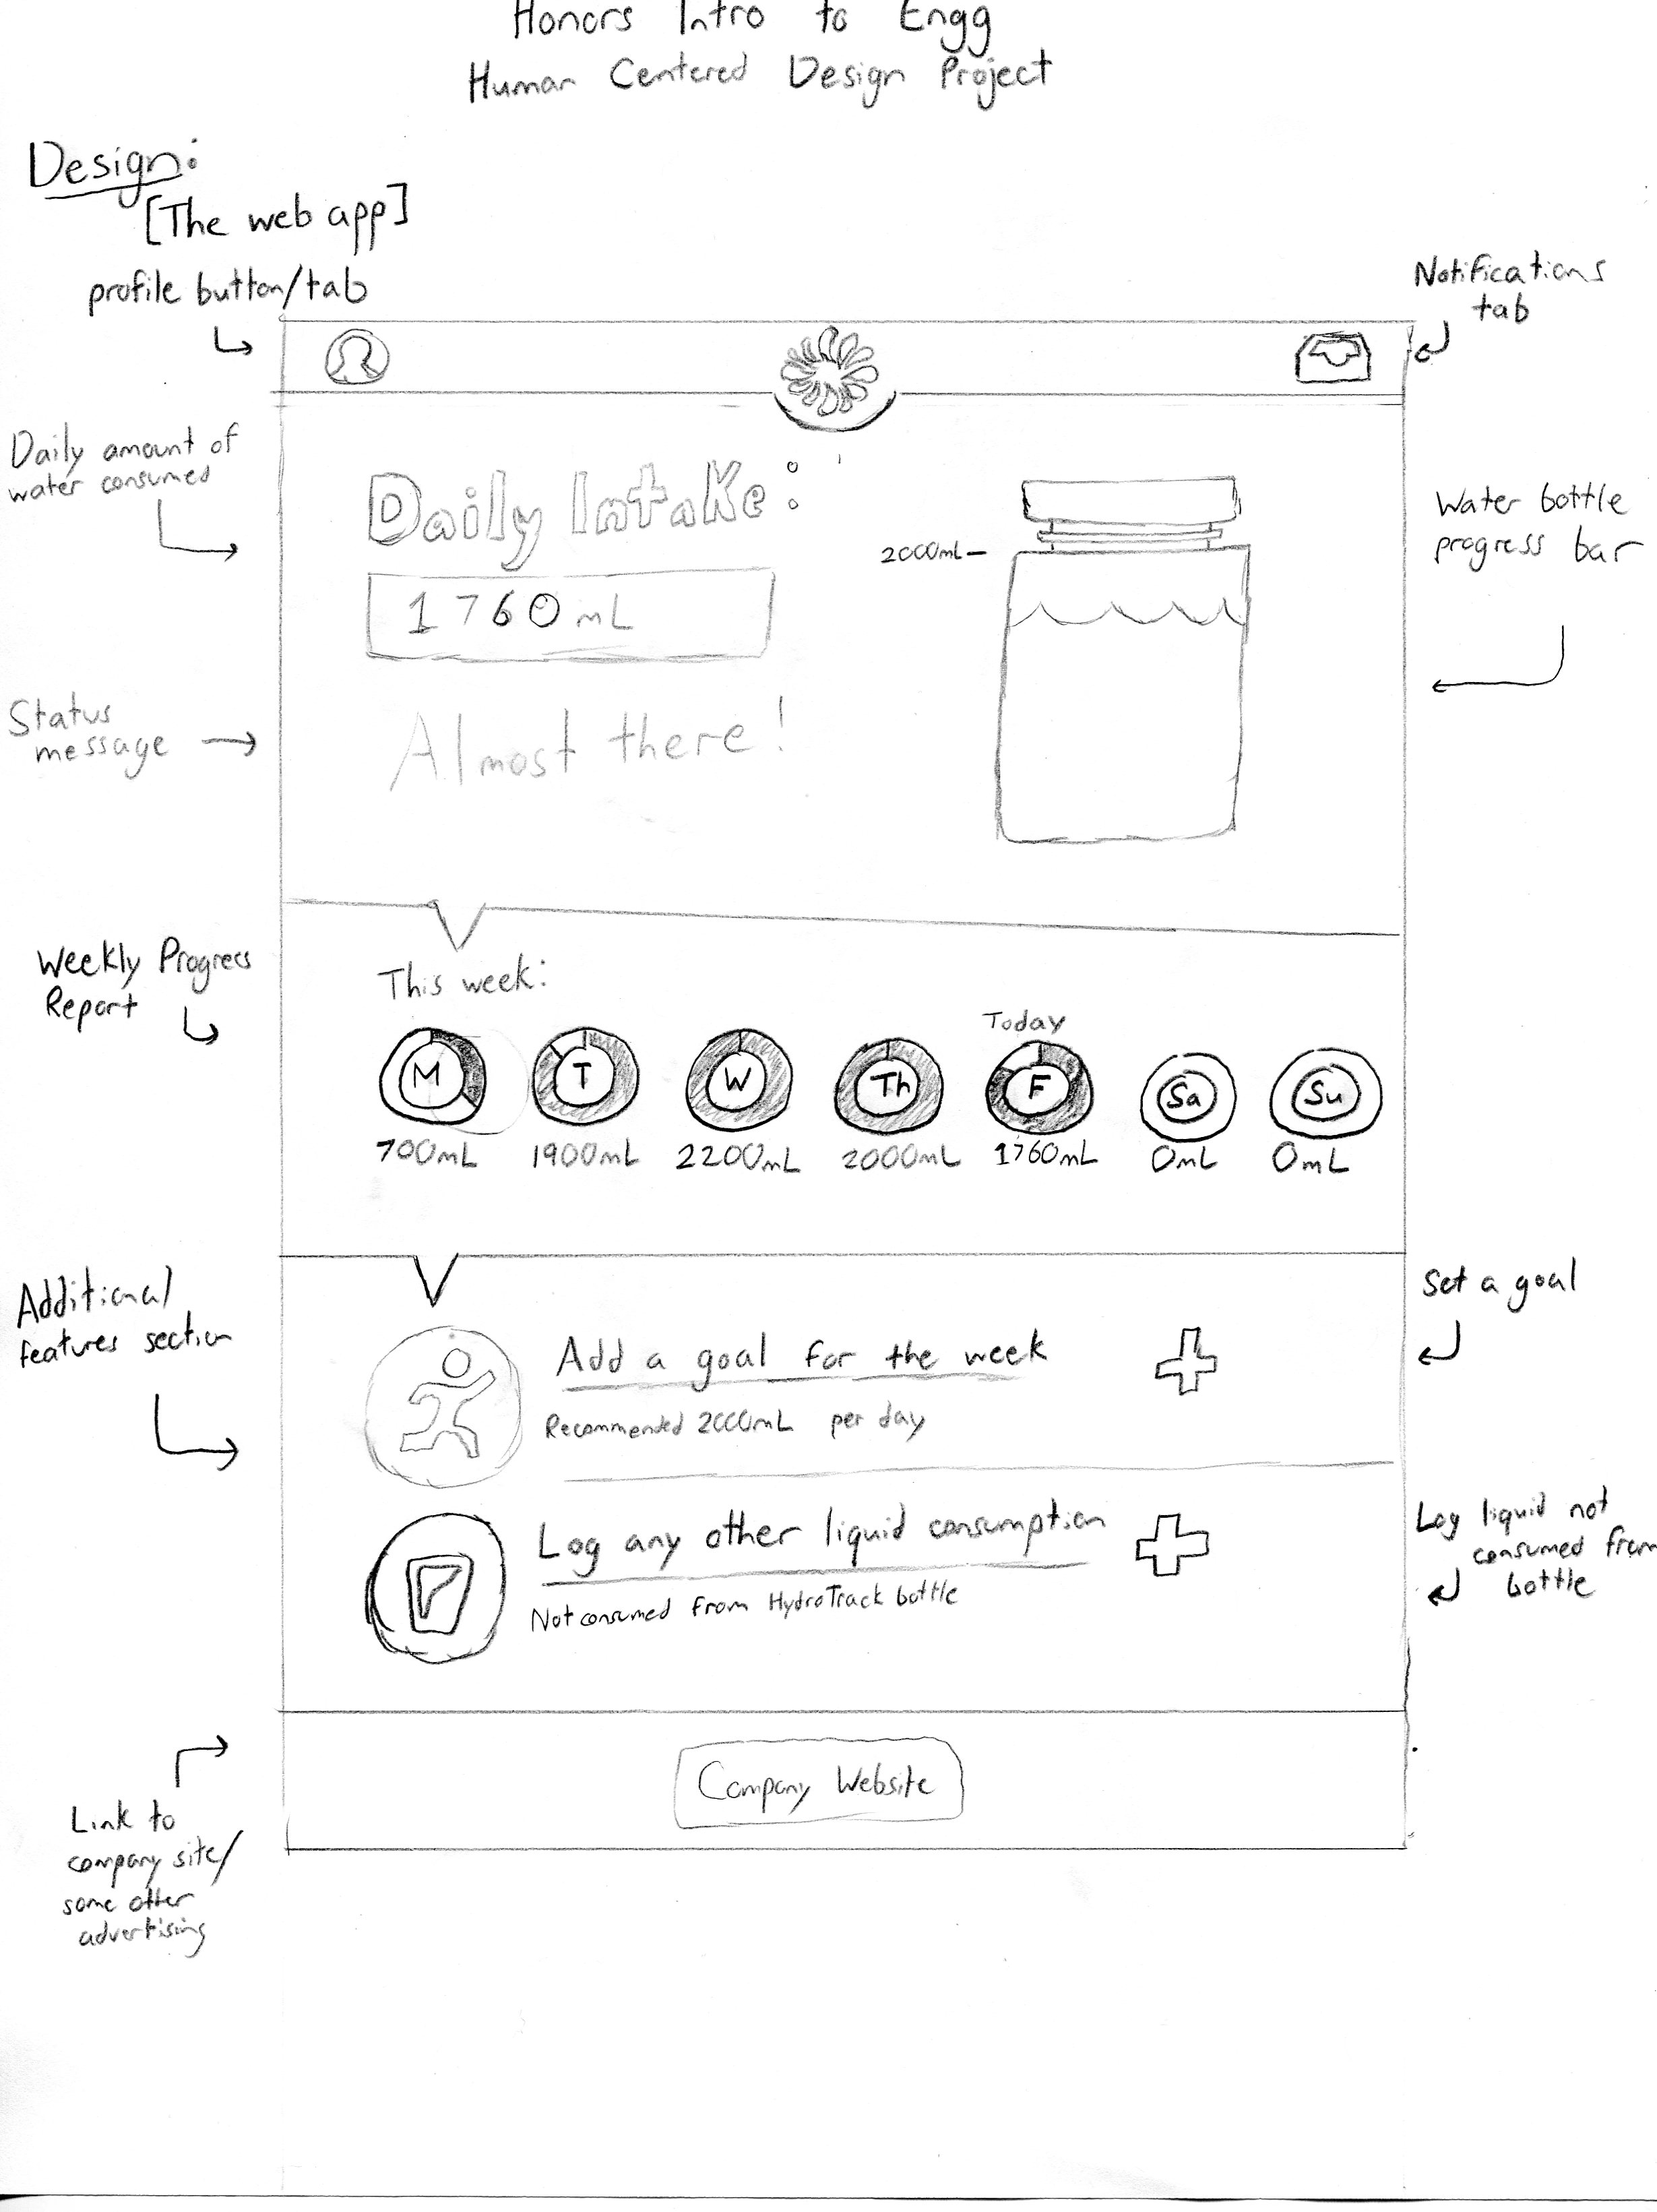 Honors Intro to Engg
Human Centered Design Project
Design:
[The web app]
profile button/tab
Notifications
tab
Daily amount of
water consumed
Daily Intake:
1760mL
2000mL
Water bottle
progress bar
Status
message
Almost there!
Weekly Progress
Report
This week:
Today
M T W Th F Sa Su
700mL 1900mL 2200mL 2000mL 1760mL 0mL 0mL
Additional
features section
Set a goal
Add a goal for the week
Recommended 2000mL per day
Log any other liquid consumption
Not consumed from HydroTrack bottle
Log liquid not
consumed from
bottle
Company Website
Link to
company site/
some other
advertising